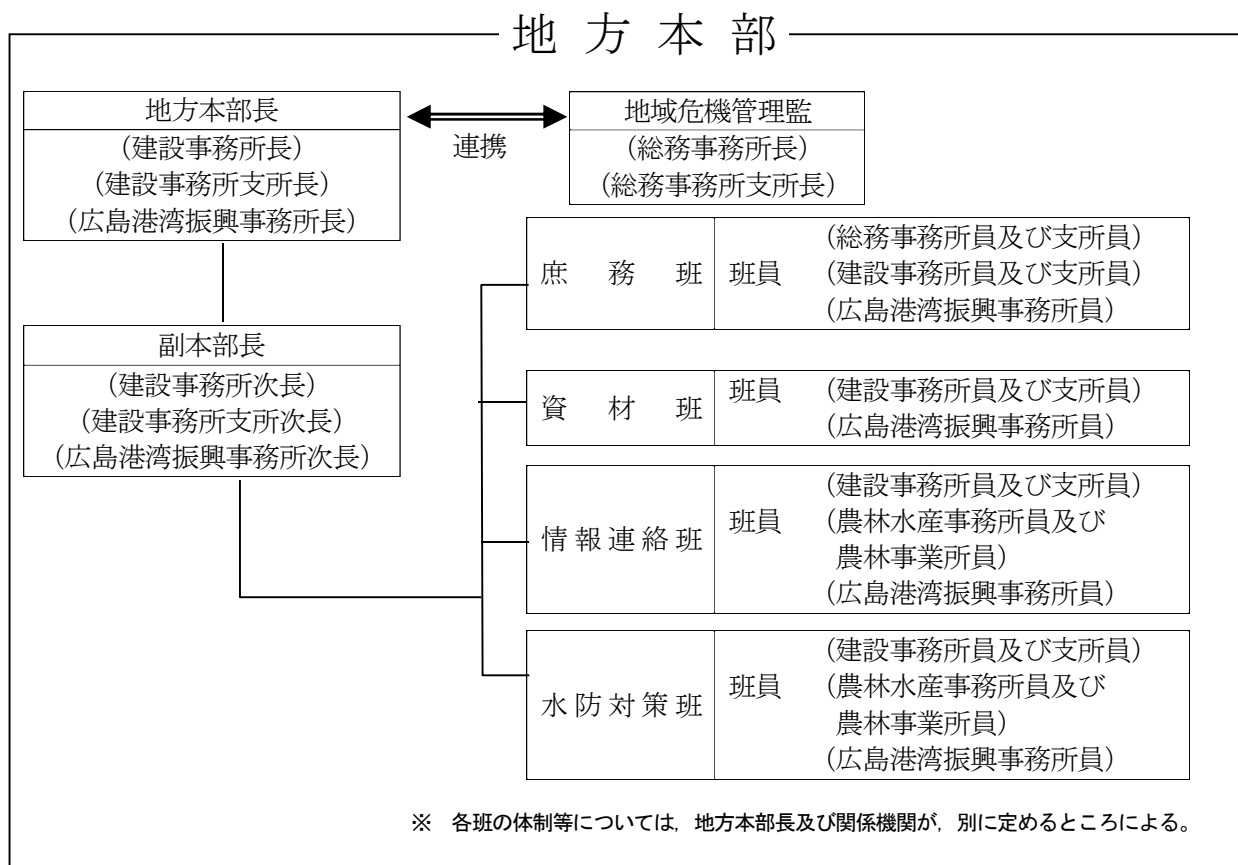 地 方 本 部
地方本部長
(建設事務所長)
(建設事務所支所長)
(広島港湾振興事務所長)
連携
地域危機管理監
(総務事務所長)
(総務事務所支所長)
副本部長
(建設事務所次長)
(建設事務所支所次長)
(広島港湾振興事務所次長)
庶務班 班員 (総務事務所員及び支所員)
(建設事務所員及び支所員)
(広島港湾振興事務所員)
資材班 班員 (建設事務所員及び支所員)
(広島港湾振興事務所員)
情報連絡班 班員 (建設事務所員及び支所員)
(農林水産事務所員及び
農林事業所員)
(広島港湾振興事務所員)
水防対策班 班員 (建設事務所員及び支所員)
(農林水産事務所員及び
農林事業所員)
(広島港湾振興事務所員)
※ 各班の体制等については，地方本部長及び関係機関が，別に定めるところによる。